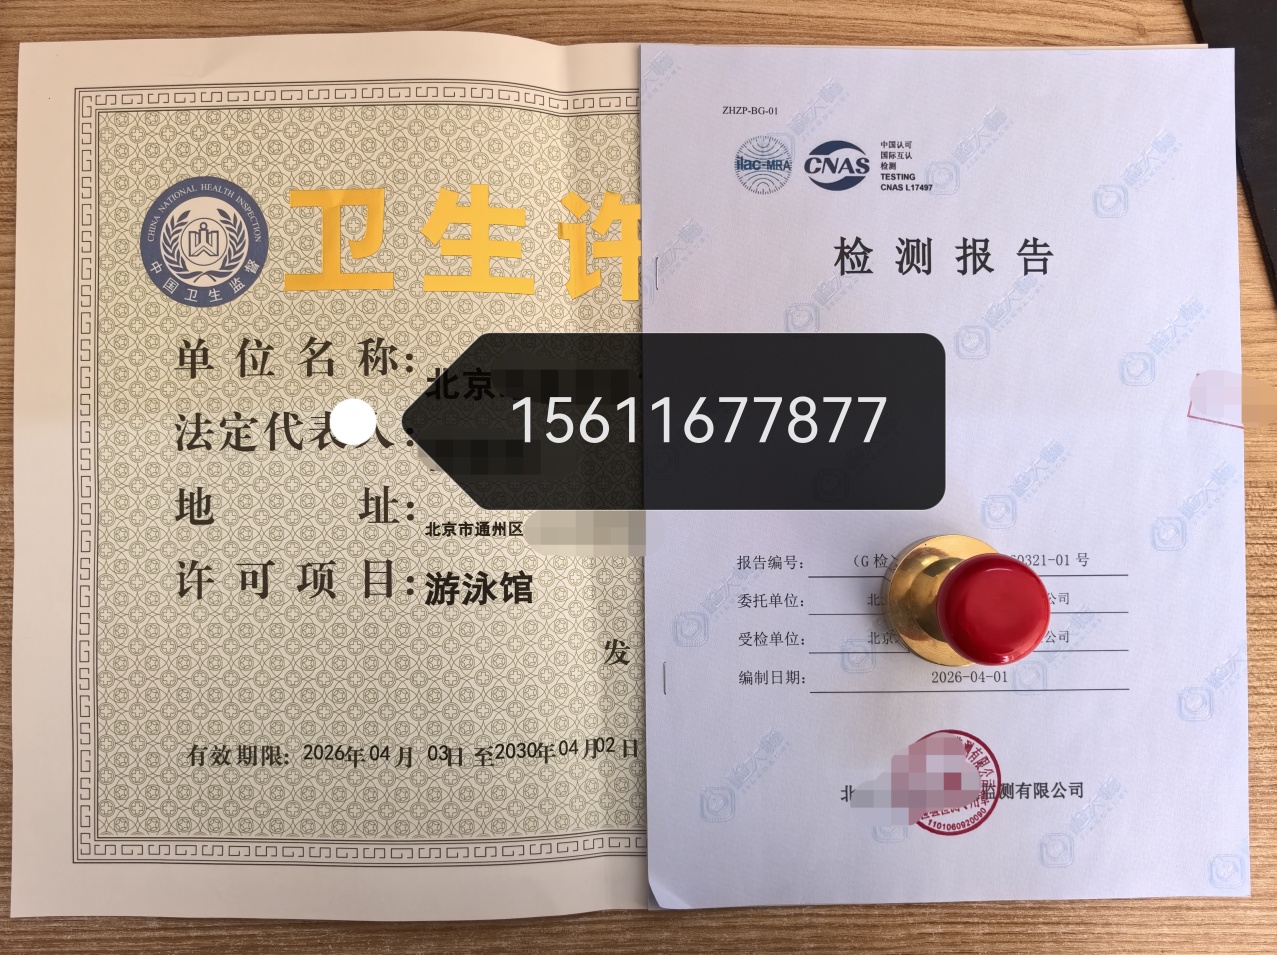 CHINA NATIONAL HEALTH INSPECTION
中国卫生监督
卫生许
单位名称:
北京
法定代表人:
地 址:
北京市通州区
许可项目:
游泳馆
发
有效期限: 2026年04月03日至2030年04月02日
15611677877
ZHZP-BG-01
ilac-MRA
CNAS
中国认可
国际互认
检测
TESTING
CNAS L17497
检测报告
报告编号: (G检 60321-01号
委托单位: 北 公司
受检单位: 北京 公司
编制日期: 2026-04-01
北 监测有限公司
1101060920090